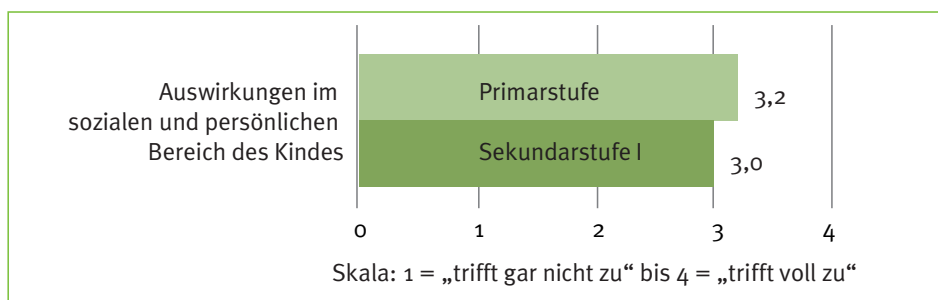 Auswirkungen im
sozialen und persönlichen
Bereich des Kindes
Primarstufe
3,2
Sekundarstufe I
3,0
0 1 2 3 4
Skala: 1 = „trifft gar nicht zu“ bis 4 = „trifft voll zu“